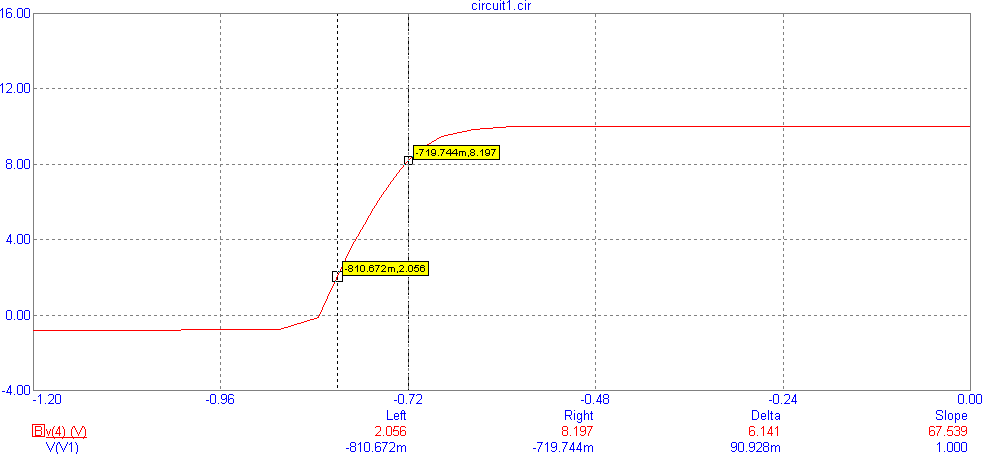 circuit1.cir
16.00
12.00
8.00
4.00
0.00
-4.00
-719.744m,8.197
-810.672m,2.056
-1.20 -0.96 -0.72 -0.48 -0.24 0.00
Left Right Delta Slope
B v(4) (V) 2.056 8.197 6.141 67.539
V(V1) -810.672m -719.744m 90.928m 1.000